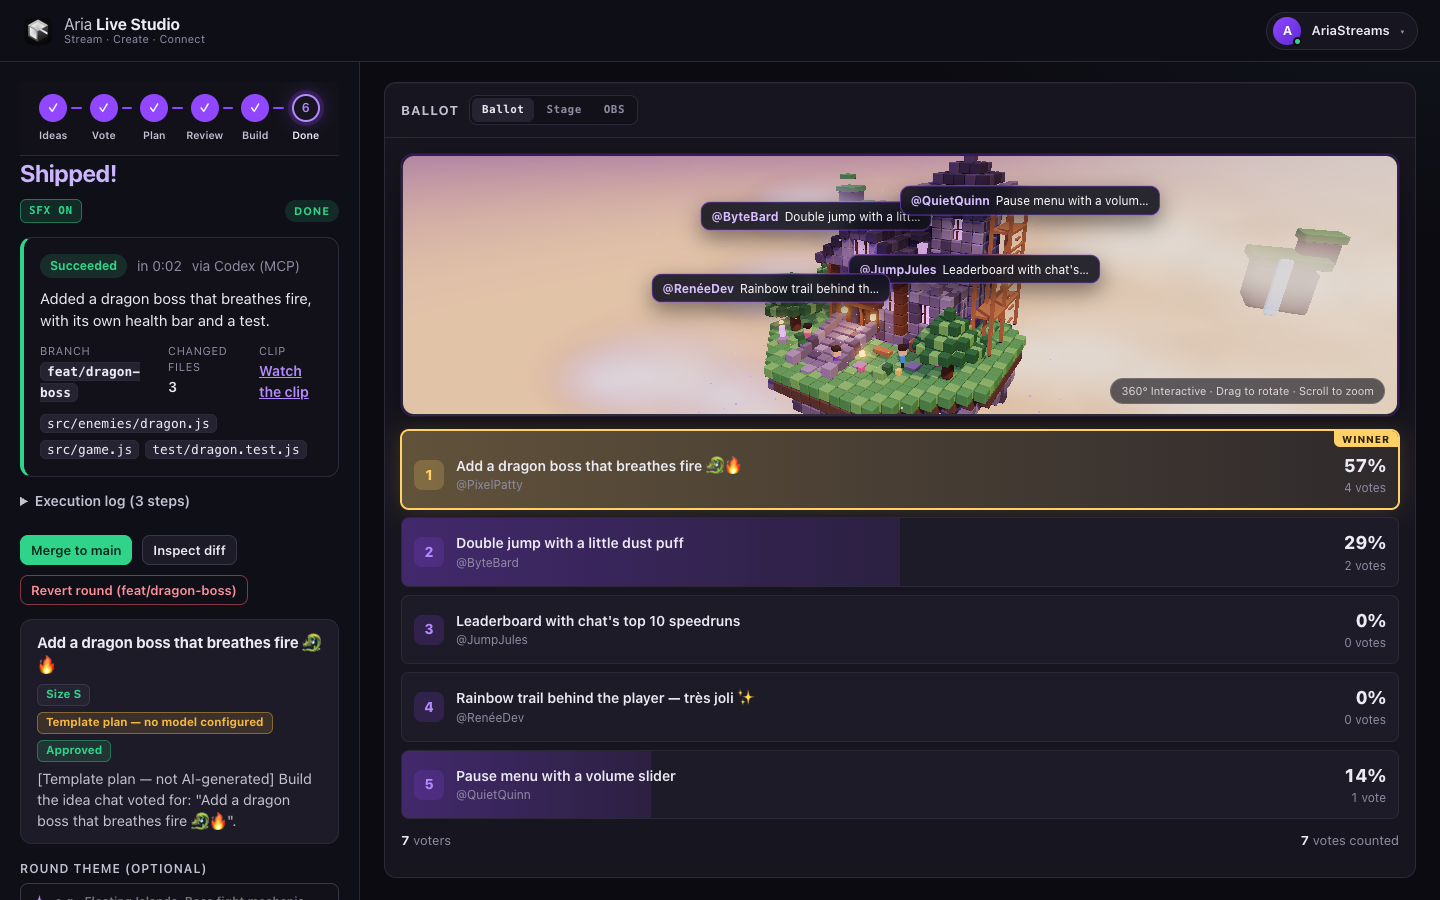 Aria Live Studio
Stream · Create · Connect
A AriaStreams
6
Ideas Vote Plan Review Build Done
Shipped!
SFX ON DONE
Succeeded in 0:02 via Codex (MCP)
Added a dragon boss that breathes fire,
with its own health bar and a test.
BRANCH
feat/dragon-
boss
CHANGED
FILES
3
CLIP
Watch
the clip
src/enemies/dragon.js
src/game.js test/dragon.test.js
▶ Execution log (3 steps)
Merge to main Inspect diff
Revert round (feat/dragon-boss)
Add a dragon boss that breathes fire 🐉
🔥
Size S
Template plan — no model configured
Approved
[Template plan — not AI-generated] Build
the idea chat voted for: "Add a dragon
boss that breathes fire 🐉🔥".
ROUND THEME (OPTIONAL)
BALLOT Ballot Stage OBS
@QuietQuinn Pause menu with a volum...
@ByteBard Double jump with a litt...
@JumpJules Leaderboard with chat's...
@RenéeDev Rainbow trail behind th...
360° Interactive · Drag to rotate · Scroll to zoom
WINNER
1 Add a dragon boss that breathes fire 🐉🔥 57%
@PixelPatty 4 votes
2 Double jump with a little dust puff 29%
@ByteBard 2 votes
3 Leaderboard with chat's top 10 speedruns 0%
@JumpJules 0 votes
4 Rainbow trail behind the player — très joli ✨ 0%
@RenéeDev 0 votes
5 Pause menu with a volume slider 14%
@QuietQuinn 1 vote
7 voters 7 votes counted